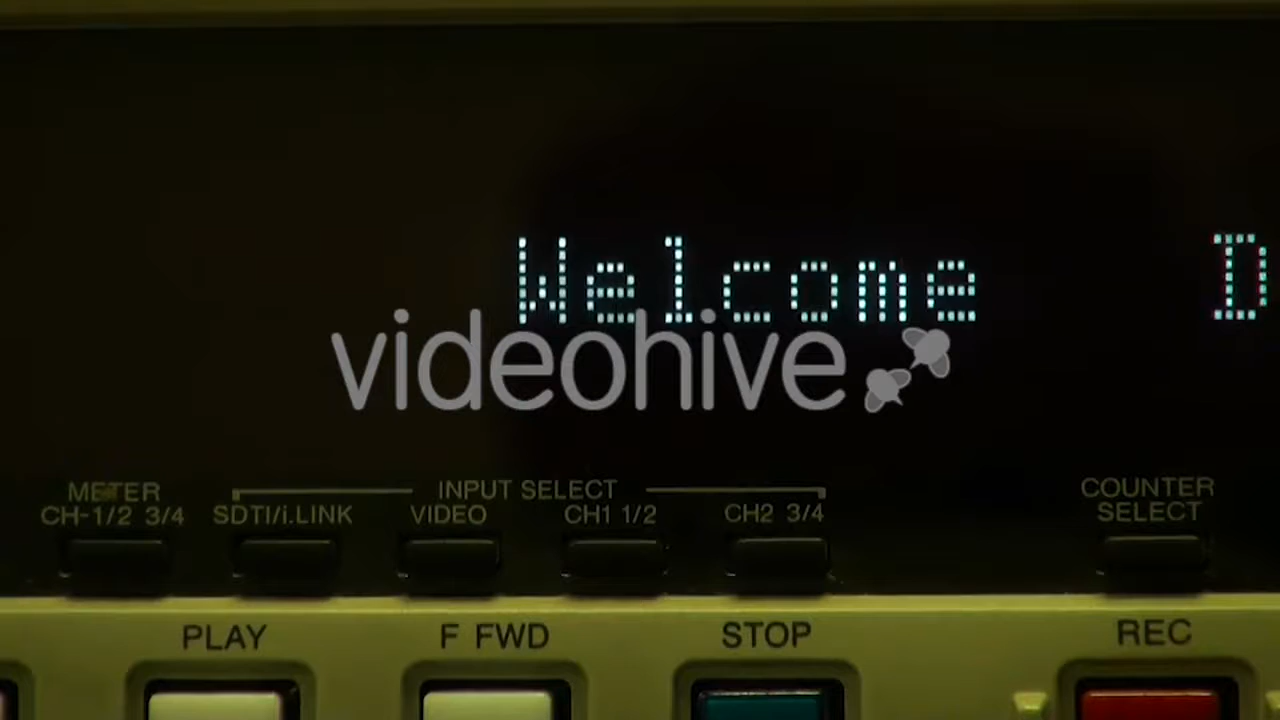 Welcome D
videohive
METER
CH-1/2 3/4
INPUT SELECT
SDTI/i.LINK VIDEO CH1 1/2 CH2 3/4
COUNTER
SELECT
PLAY F FWD STOP REC